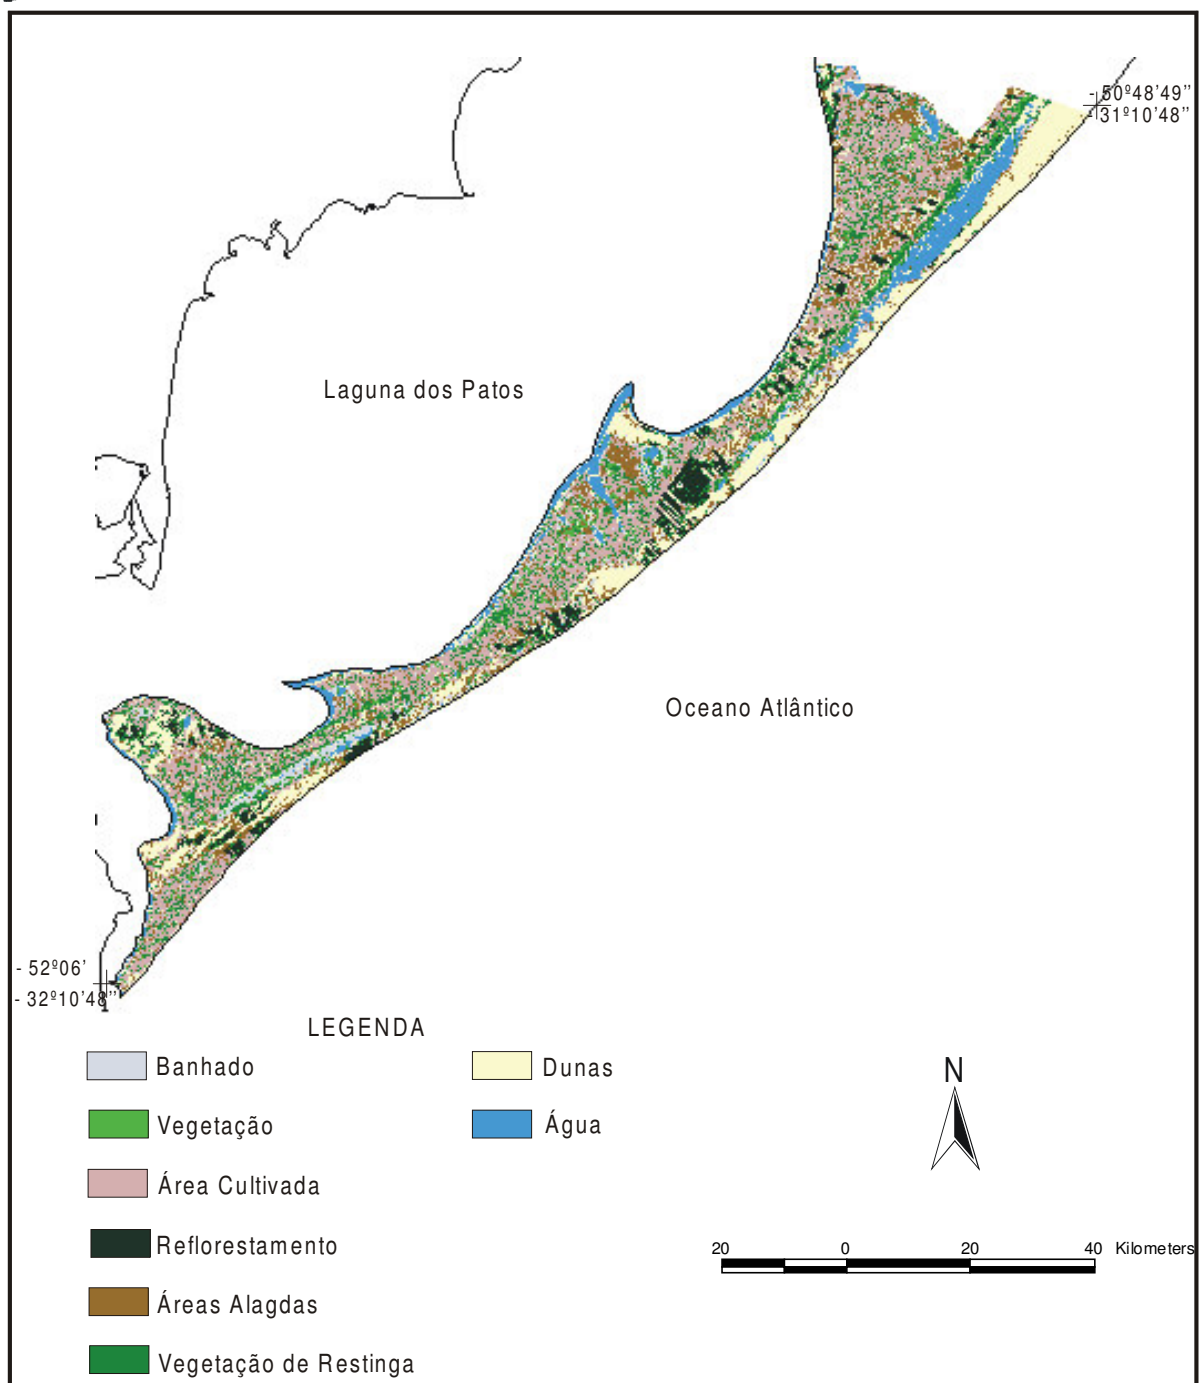 - 50º48'49"
- 31º10'48"
Laguna dos Patos
Oceano Atlântico
- 52º06'
- 32º10'48"
LEGENDA
Banhado
Dunas
Vegetação
Água
Área Cultivada
Reflorestamento
Áreas Alagdas
Vegetação de Restinga
N
20 0 20 40 Kilometers